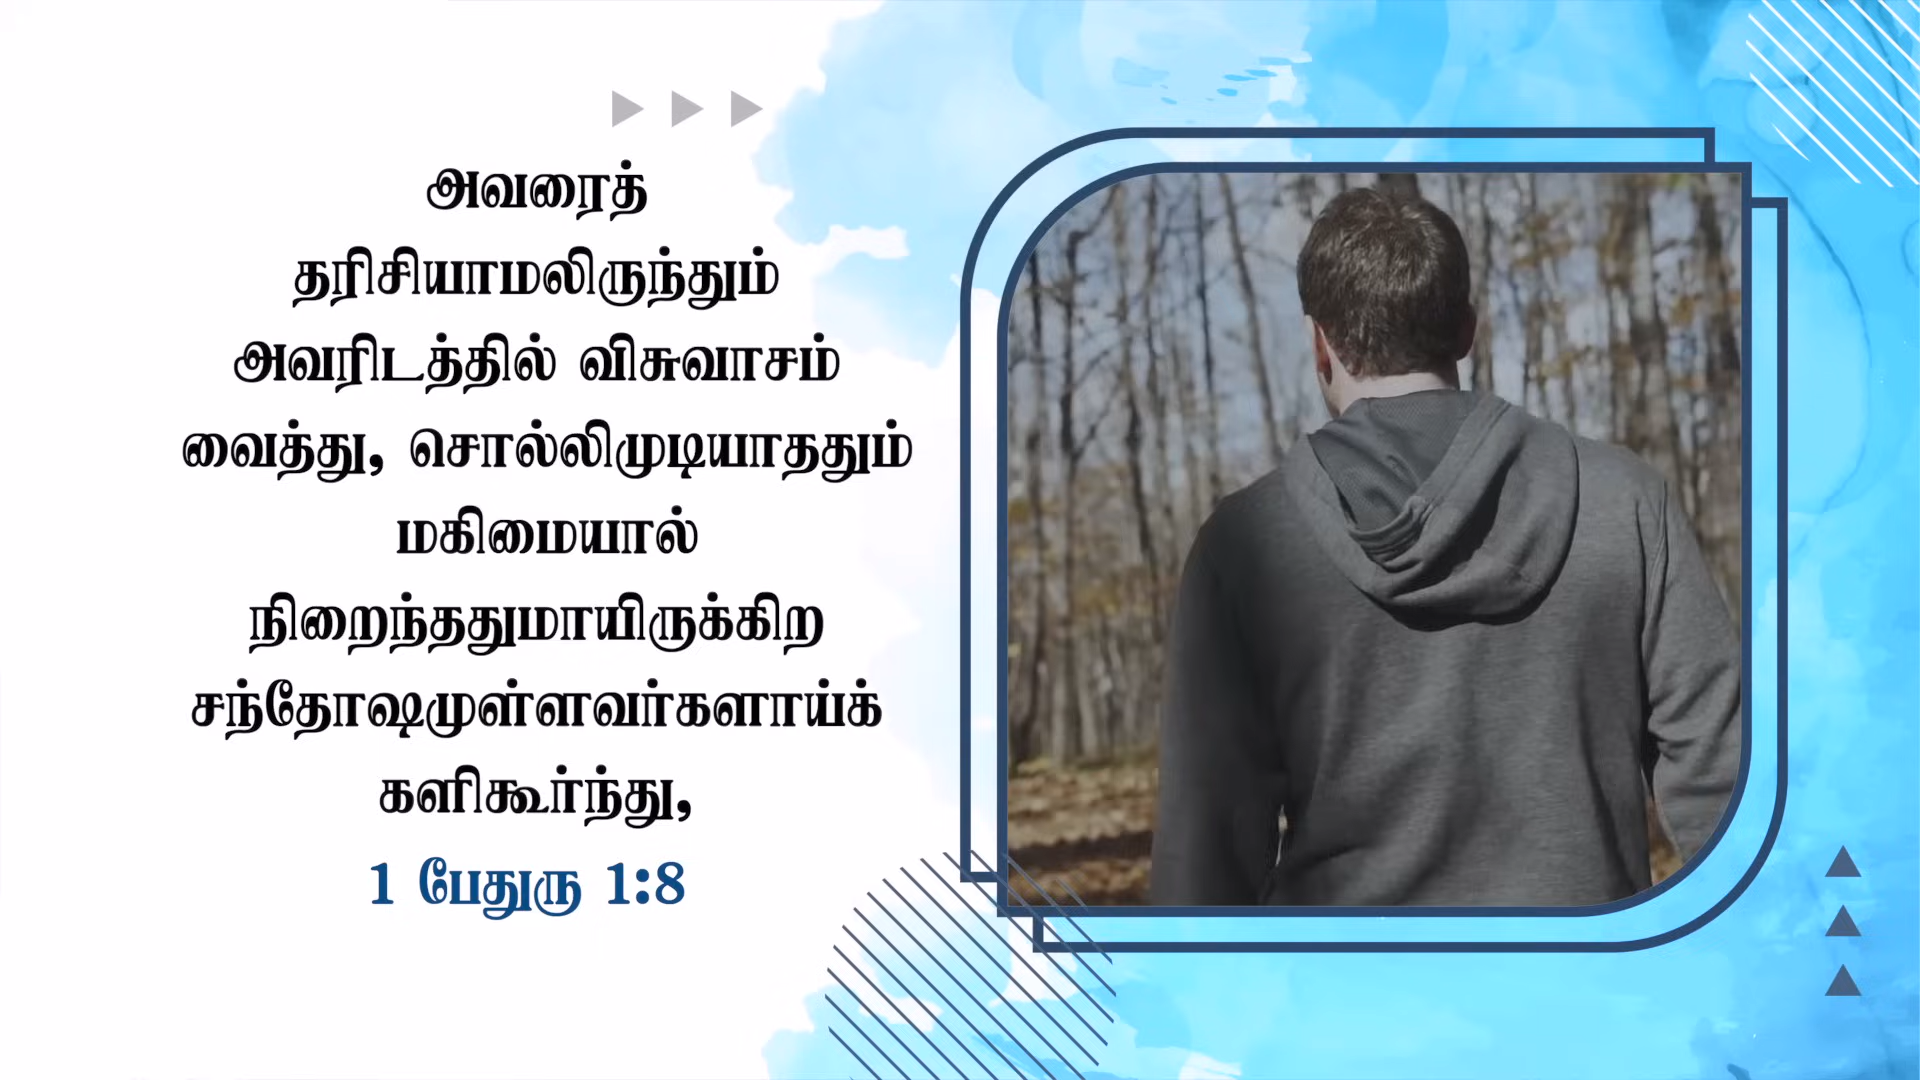 அவரைத்
தரிசியாமலிருந்தும்
அவரிடத்தில் விசுவாசம்
வைத்து, சொல்லிமுடியாததும்
மகிமையால்
நிறைந்ததுமாயிருக்கிற
சந்தோஷமுள்ளவர்களாய்க்
களிகூர்ந்து,
1 பேதுரு 1:8